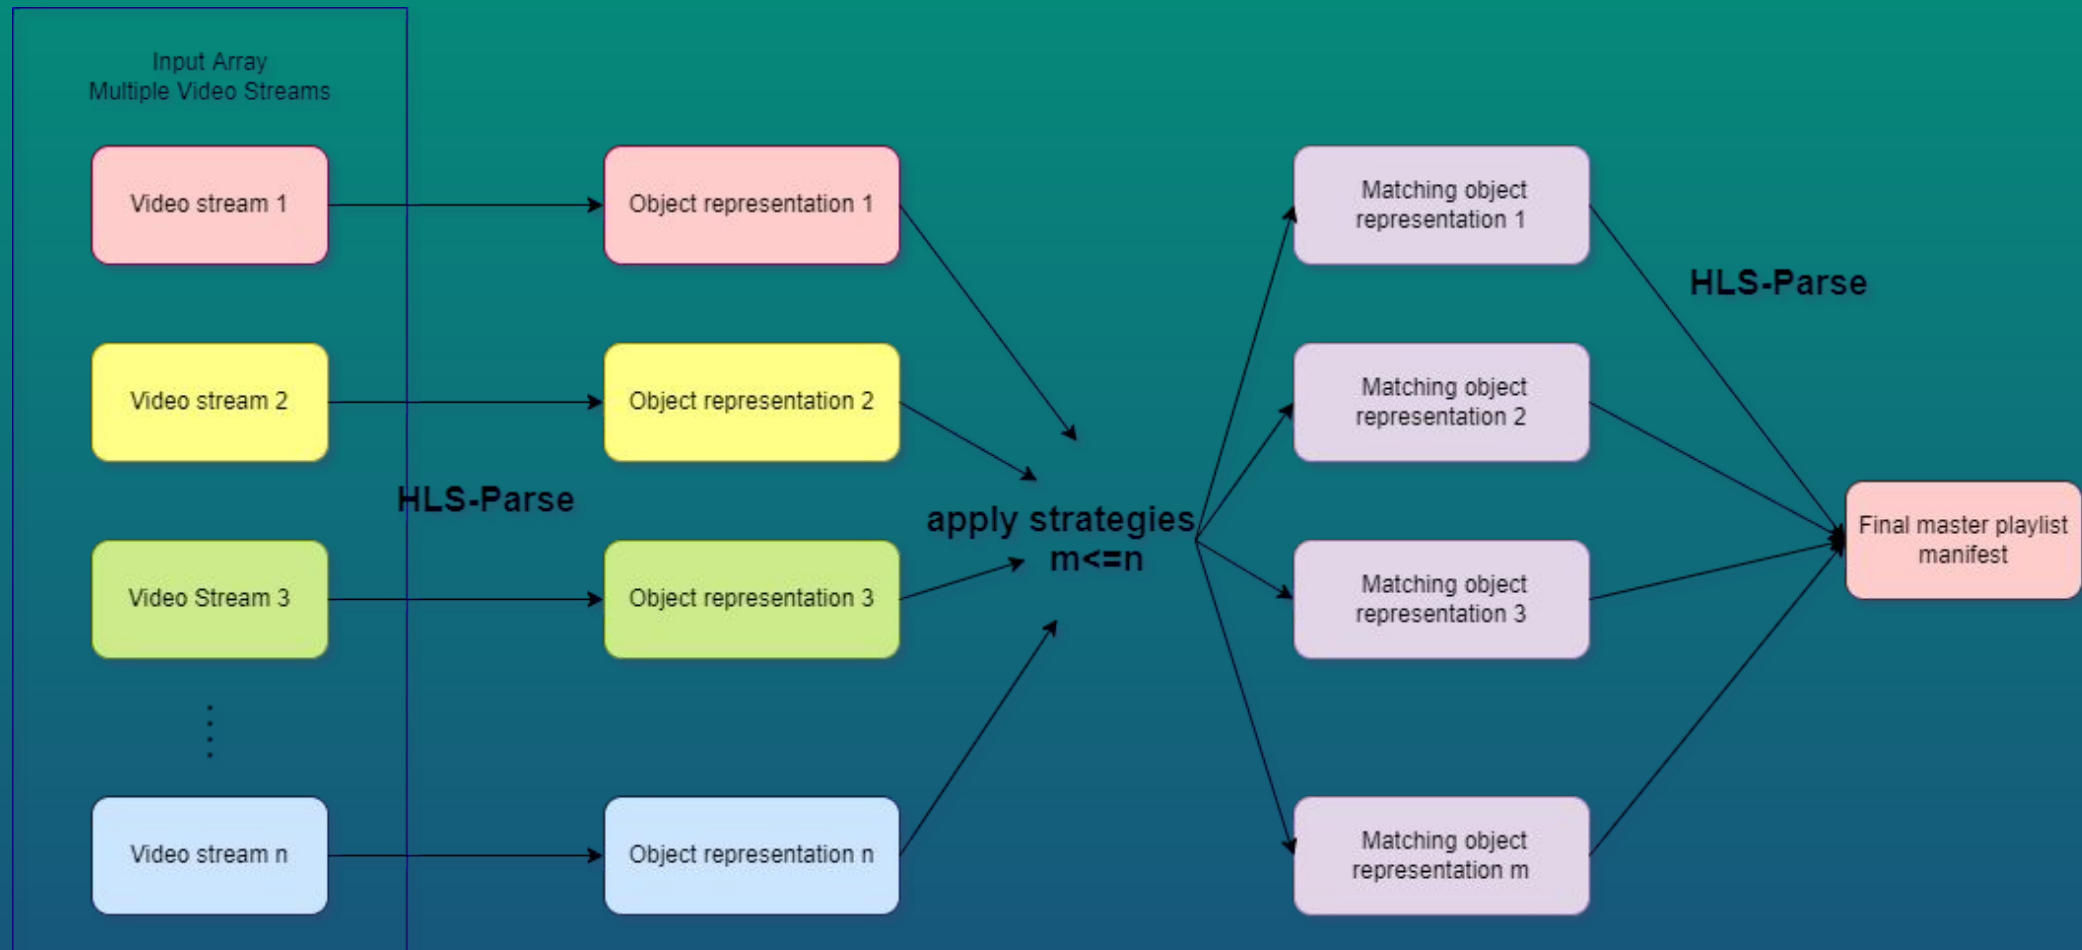 Input Array
Multiple Video Streams
Video stream 1
Object representation 1
Matching object
representation 1
HLS-Parse
Video stream 2
Object representation 2
Matching object
representation 2
HLS-Parse
apply strategies
m<=n
Final master playlist
manifest
Video Stream 3
Object representation 3
Matching object
representation 3
Video stream n
Object representation n
Matching object
representation m